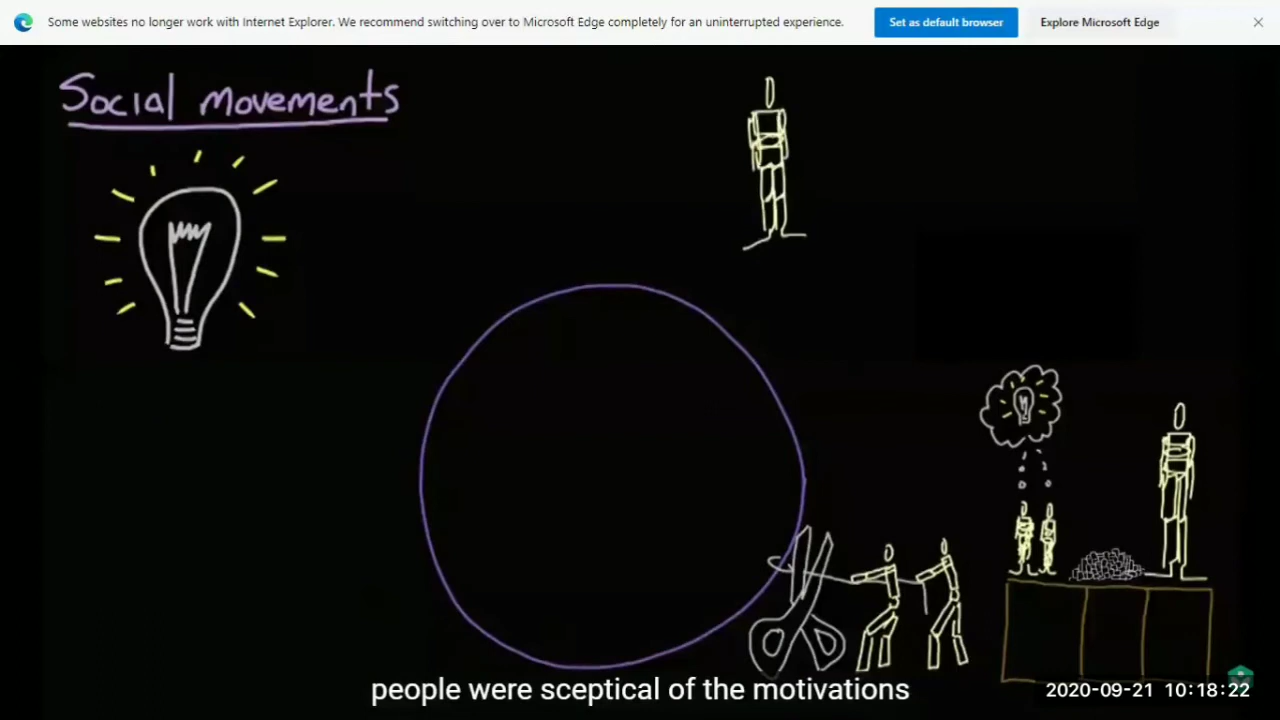 Some websites no longer work with Internet Explorer. We recommend switching over to Microsoft Edge completely for an uninterrupted experience.
Set as default browser
Explore Microsoft Edge
Social movements
people were sceptical of the motivations
2020-09-21 10:18:22